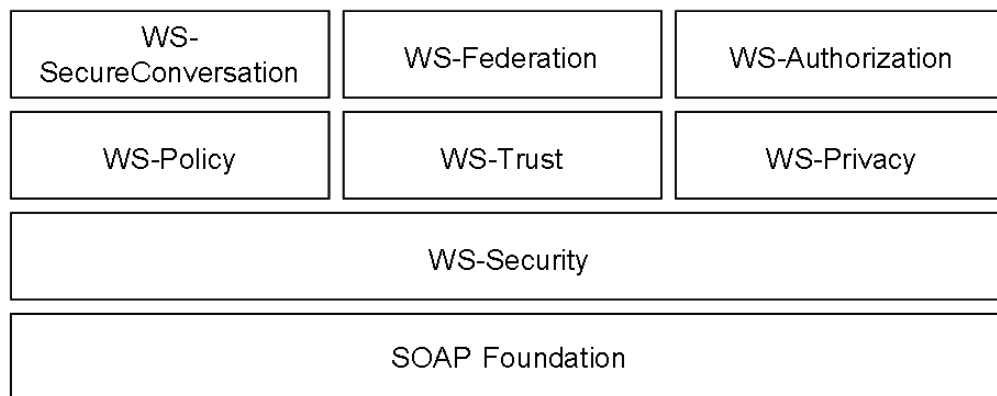 WS-
SecureConversation
WS-Federation
WS-Authorization
WS-Policy
WS-Trust
WS-Privacy
WS-Security
SOAP Foundation